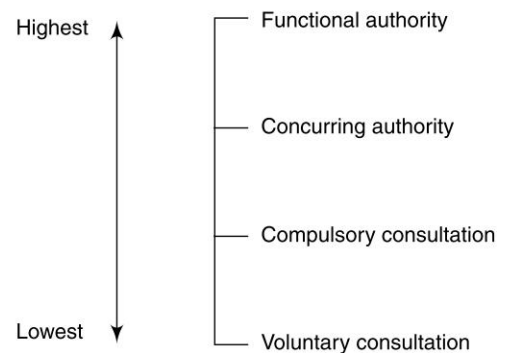 Highest
Functional authority
Concurring authority
Compulsory consultation
Lowest
Voluntary consultation